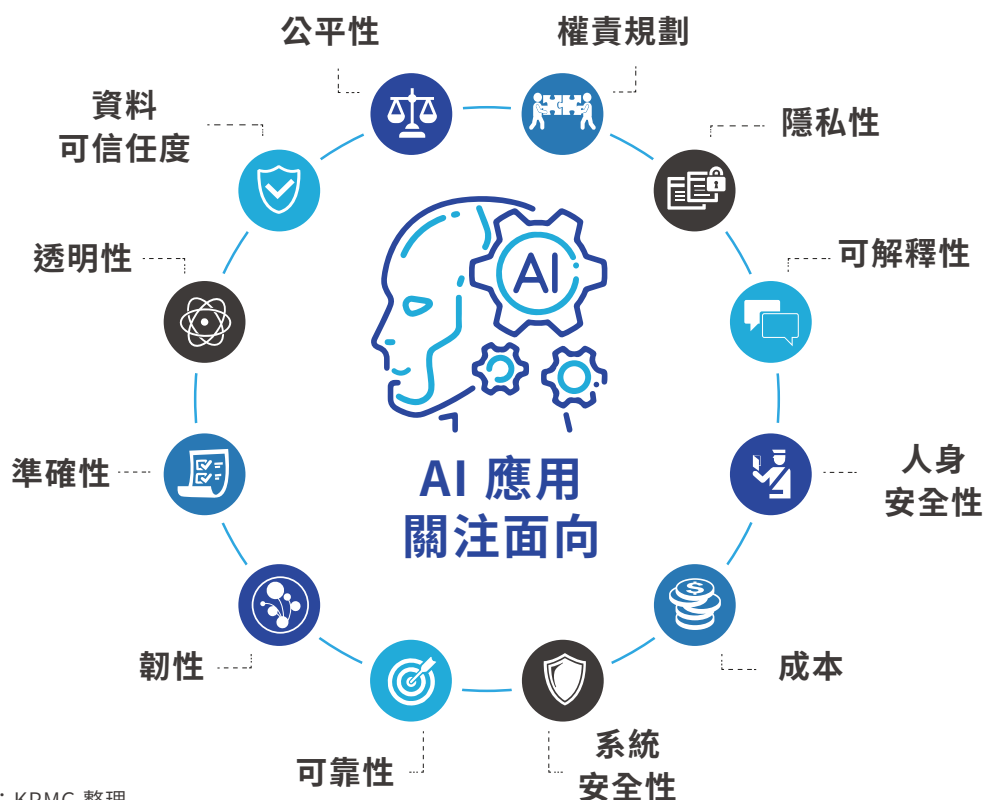 公平性
權責規劃
資料
可信任度
隱私性
透明性
可解釋性
AI
準確性
人身
安全性
AI 應用
關注面向
韌性
成本
可靠性
系統
安全性
：KPMG 整理